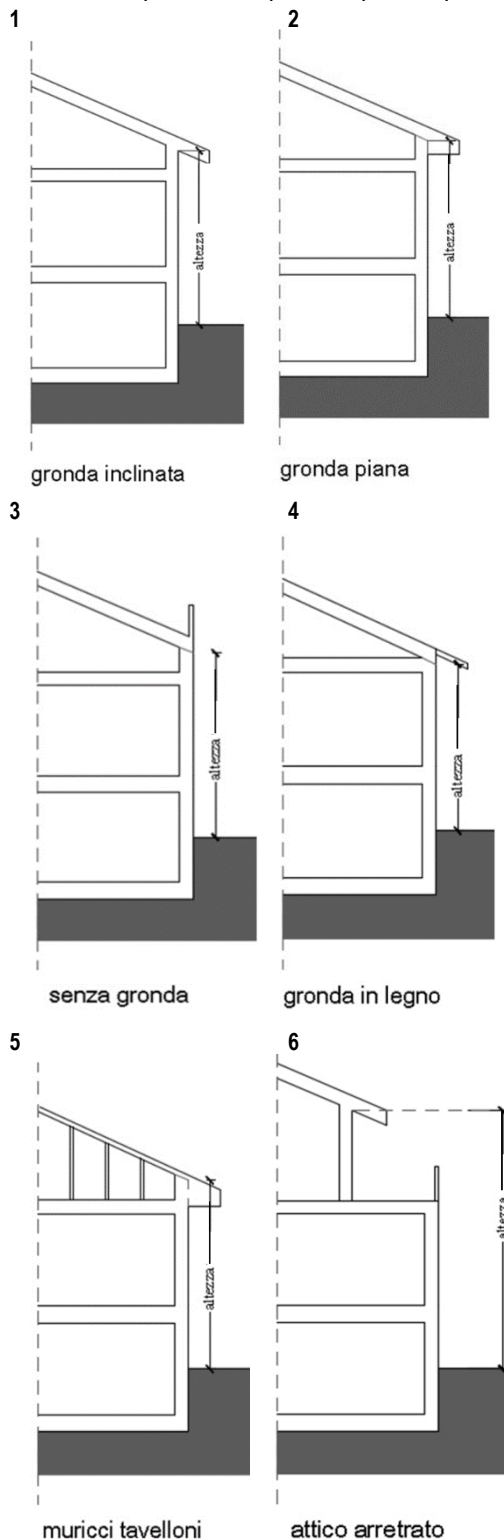 1 2
altezza altezza
gronda inclinata gronda piana
3 4
altezza altezza
senza gronda gronda in legno
5 6
altezza altezza
muricci tavelloni attico arretrato